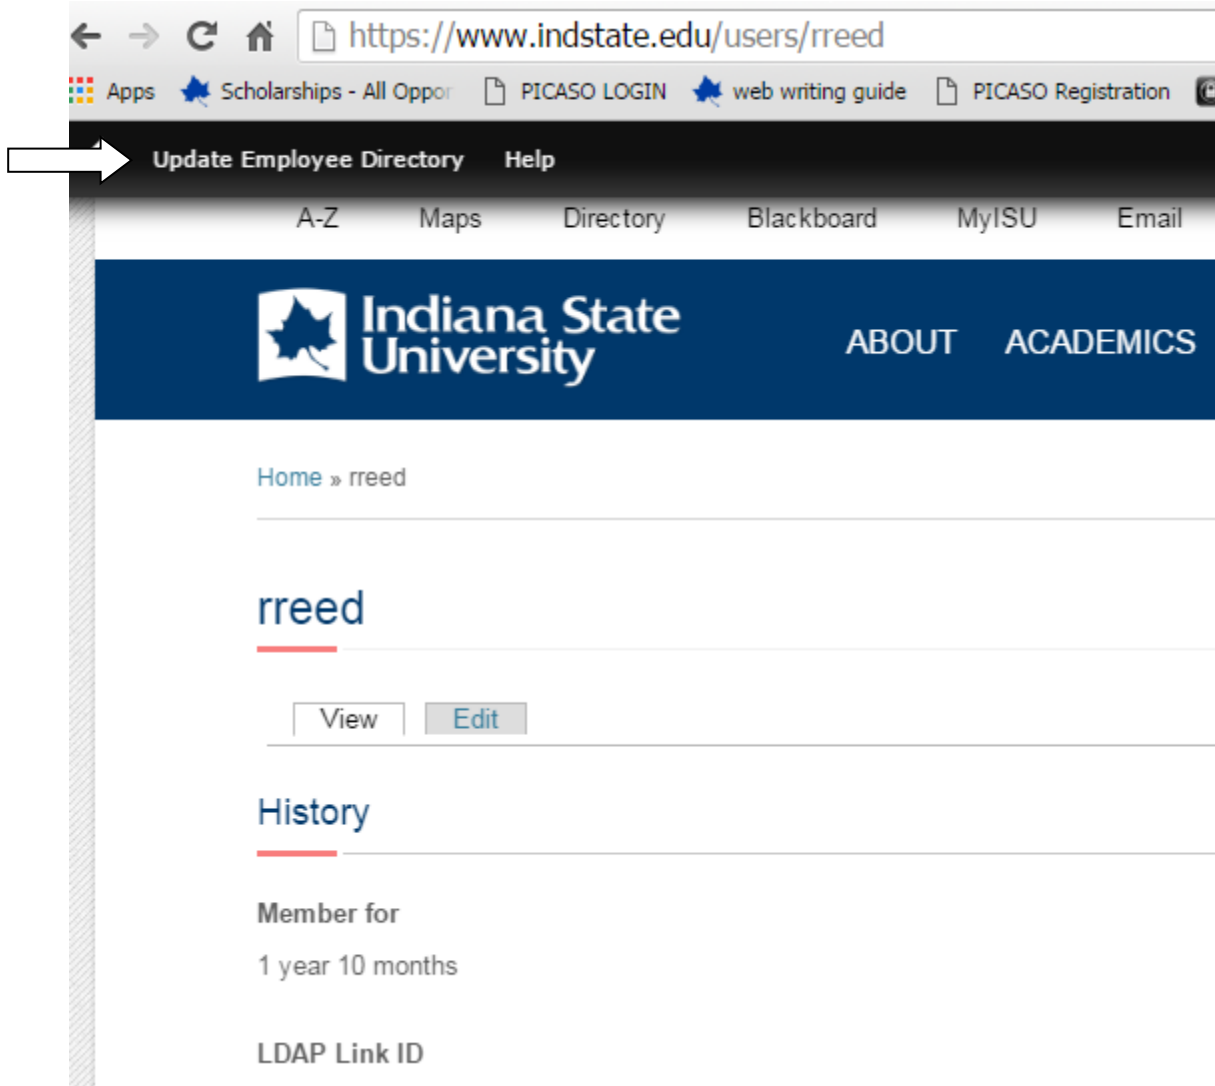 https://www.indstate.edu/users/rreed
Apps Scholarships - All Oppor PICASO LOGIN web writing guide PICASO Registration
Update Employee Directory Help
A-Z Maps Directory Blackboard MyISU Email
Indiana State
University
ABOUT ACADEMICS
Home » rreed
rreed
View Edit
History
Member for
1 year 10 months
LDAP Link ID